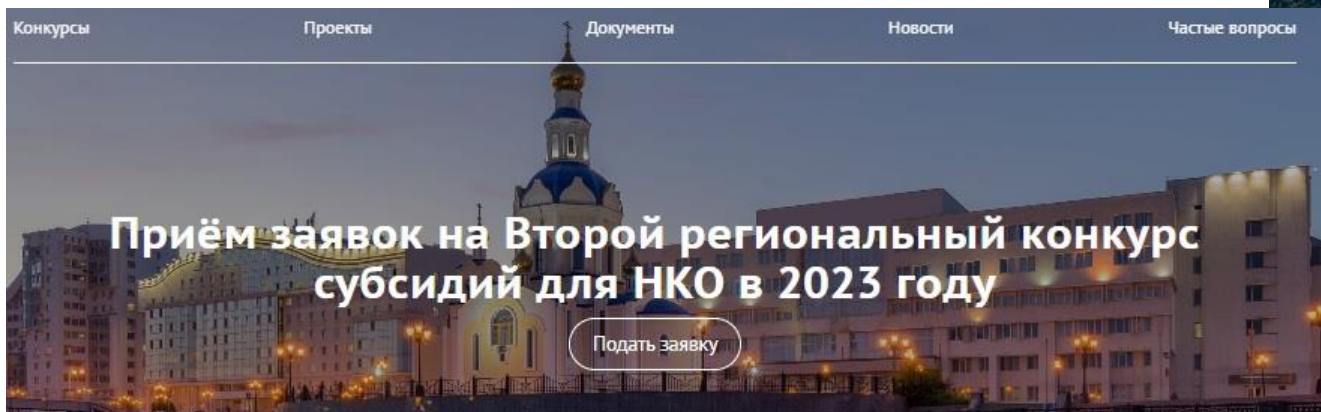 Конкурсы Проекты Документы Новости Частые вопросы
Приём заявок на Второй региональный конкурс
субсидий для НКО в 2023 году
Подать заявку